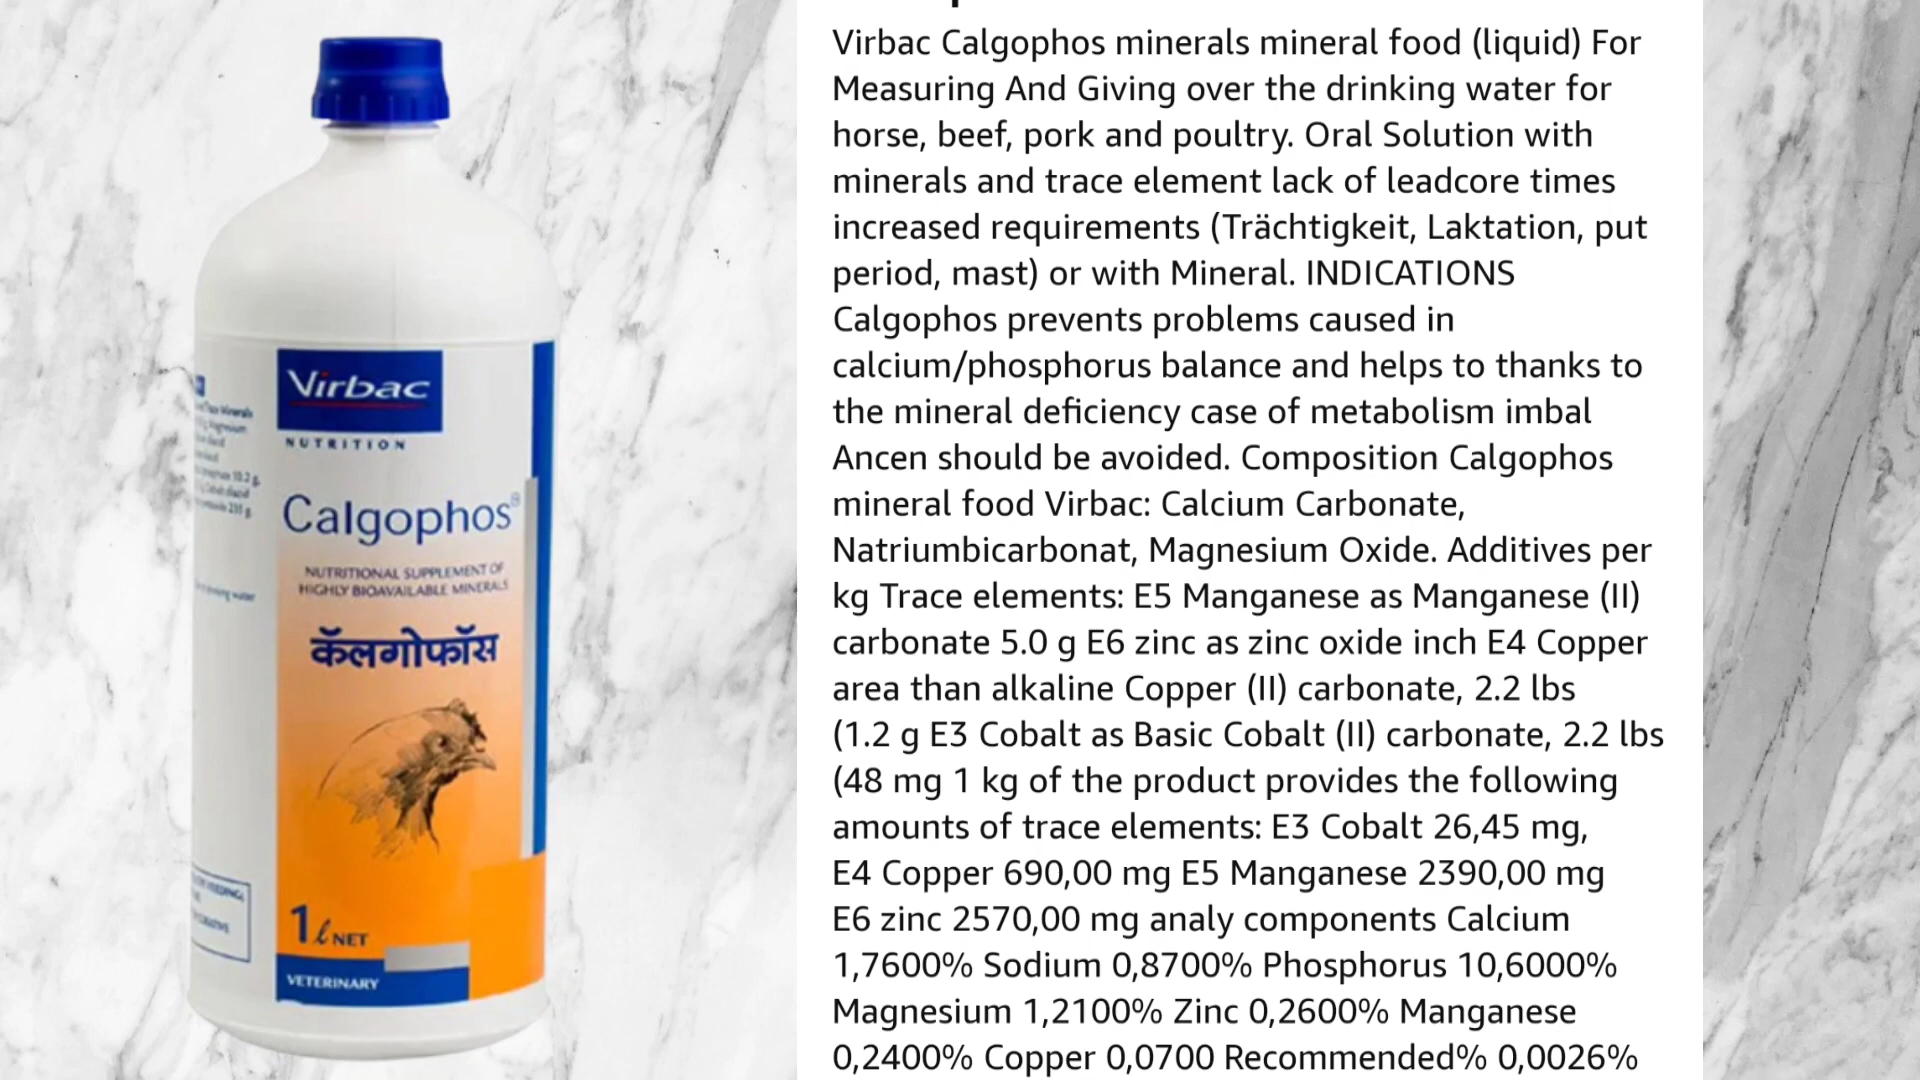 Virbac
NUTRITION
Calgophos®
NUTRITIONAL SUPPLEMENT OF
HIGHLY BIOAVAILABLE MINERALS
कॅलगोफॉस
1 l NET
VETERINARY
Virbac Calgophos minerals mineral food (liquid) For
Measuring And Giving over the drinking water for
horse, beef, pork and poultry. Oral Solution with
minerals and trace element lack of leadcore times
increased requirements (Trächtigkeit, Laktation, put
period, mast) or with Mineral. INDICATIONS
Calgophos prevents problems caused in
calcium/phosphorus balance and helps to thanks to
the mineral deficiency case of metabolism imbal
Ancen should be avoided. Composition Calgophos
mineral food Virbac: Calcium Carbonate,
Natriumbicarbonat, Magnesium Oxide. Additives per
kg Trace elements: E5 Manganese as Manganese (II)
carbonate 5.0 g E6 zinc as zinc oxide inch E4 Copper
area than alkaline Copper (II) carbonate, 2.2 lbs
(1.2 g E3 Cobalt as Basic Cobalt (II) carbonate, 2.2 lbs
(48 mg 1 kg of the product provides the following
amounts of trace elements: E3 Cobalt 26,45 mg,
E4 Copper 690,00 mg E5 Manganese 2390,00 mg
E6 zinc 2570,00 mg analy components Calcium
1,7600% Sodium 0,8700% Phosphorus 10,6000%
Magnesium 1,2100% Zinc 0,2600% Manganese
0,2400% Copper 0,0700 Recommended% 0,0026%